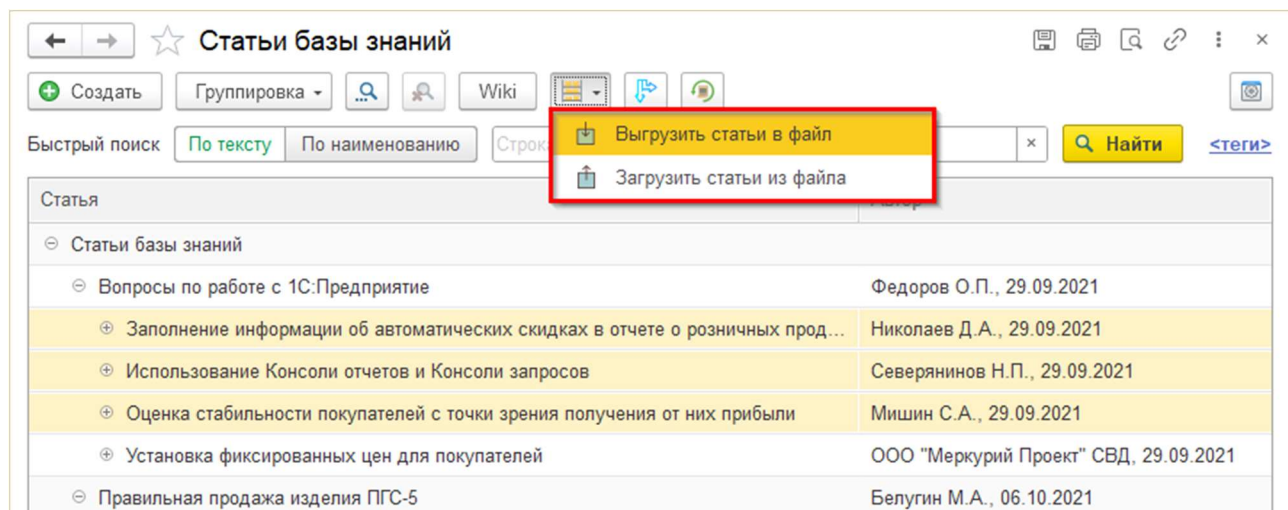 Статьи базы знаний
Создать Группировка Wiki
Выгрузить статьи в файл
Быстрый поиск По тексту По наименованию × Найти <теги>
Загрузить статьи из файла
Статья
Статьи базы знаний
Вопросы по работе с 1С:Предприятие Федоров О.П., 29.09.2021
Заполнение информации об автоматических скидках в отчете о розничных прод... Николаев Д.А., 29.09.2021
Использование Консоли отчетов и Консоли запросов Северянинов Н.П., 29.09.2021
Оценка стабильности покупателей с точки зрения получения от них прибыли Мишин С.А., 29.09.2021
Установка фиксированных цен для покупателей ООО "Меркурий Проект" СВД, 29.09.2021
Правильная продажа изделия ПГС-5 Белугин М.А., 06.10.2021